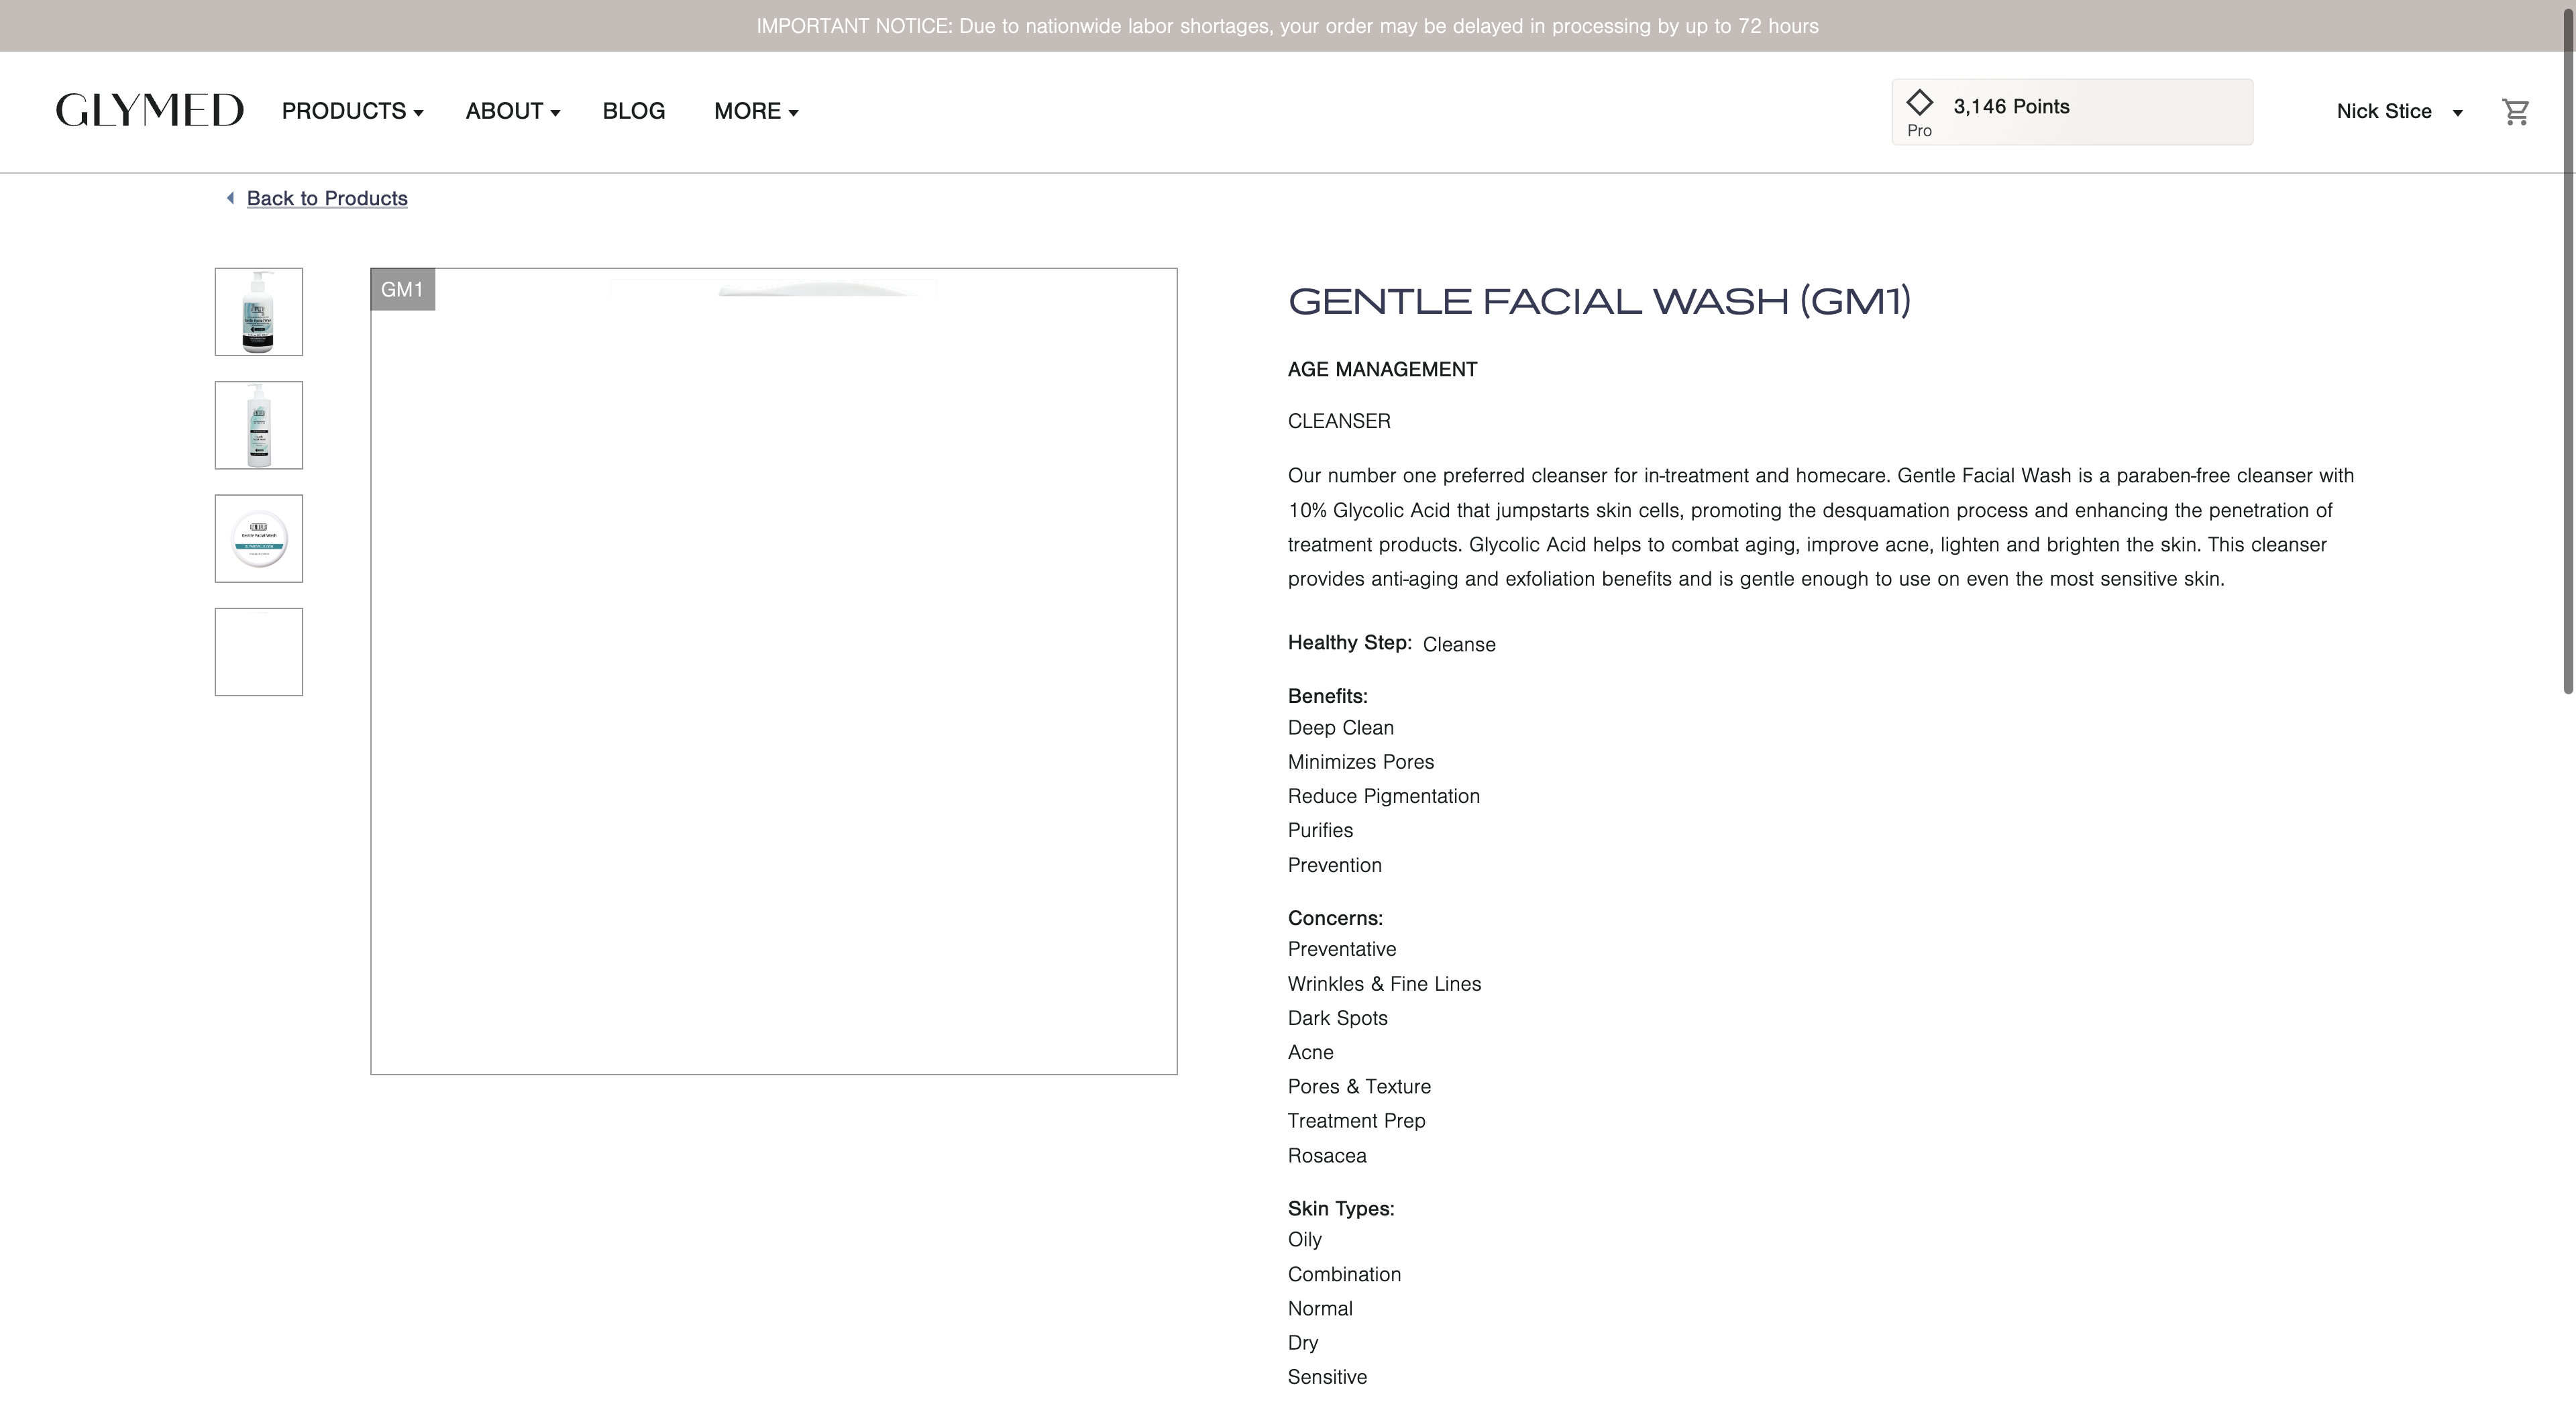 IMPORTANT NOTICE: Due to nationwide labor shortages, your order may be delayed in processing by up to 72 hours
GLYMED
PRODUCTS
ABOUT
BLOG
MORE
3,146 Points
Pro
Nick Stice
Back to Products
GM1
Gentle Facial Wash
GENTLE FACIAL WASH (GM1)
AGE MANAGEMENT
CLEANSER
Our number one preferred cleanser for in-treatment and homecare. Gentle Facial Wash is a paraben-free cleanser with
10% Glycolic Acid that jumpstarts skin cells, promoting the desquamation process and enhancing the penetration of
treatment products. Glycolic Acid helps to combat aging, improve acne, lighten and brighten the skin. This cleanser
provides anti-aging and exfoliation benefits and is gentle enough to use on even the most sensitive skin.
Healthy Step: Cleanse
Benefits:
Deep Clean
Minimizes Pores
Reduce Pigmentation
Purifies
Prevention
Concerns:
Preventative
Wrinkles & Fine Lines
Dark Spots
Acne
Pores & Texture
Treatment Prep
Rosacea
Skin Types:
Oily
Combination
Normal
Dry
Sensitive